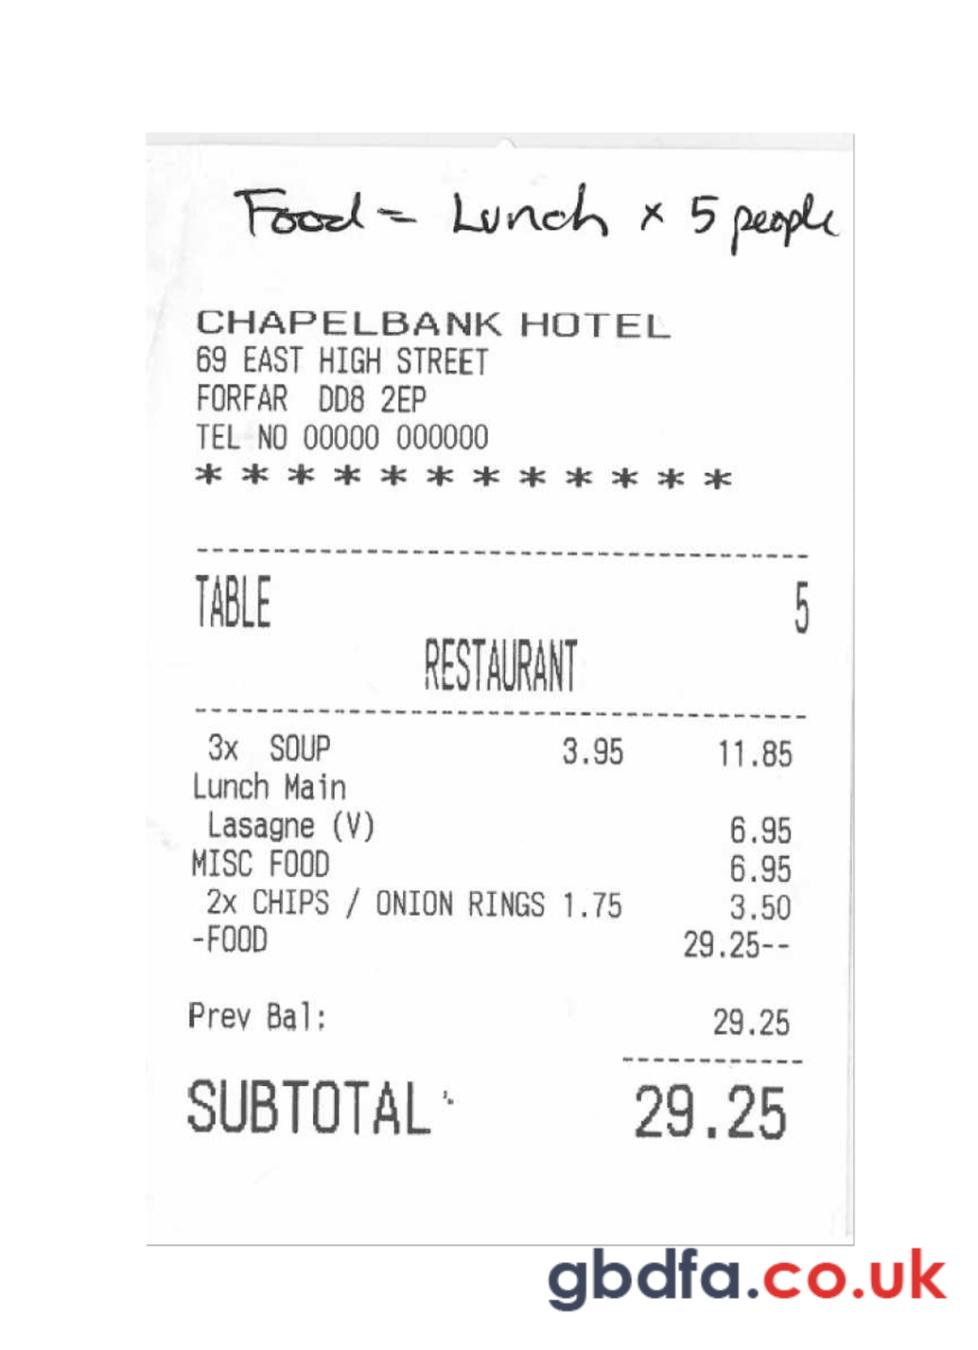 Food = Lunch x 5 people
CHAPELBANK HOTEL
69 EAST HIGH STREET
FORFAR DD8 2EP
TEL NO 00000 000000
* * * * * * * * * * * *
----------------------------------------
TABLE 5
RESTAURANT
----------------------------------------
3x SOUP 3.95 11.85
Lunch Main
Lasagne (V) 6.95
MISC FOOD 6.95
2x CHIPS / ONION RINGS 1.75 3.50
-FOOD 29.25--
Prev Bal: 29.25
------------
SUBTOTAL 29.25
gbdfa.co.uk